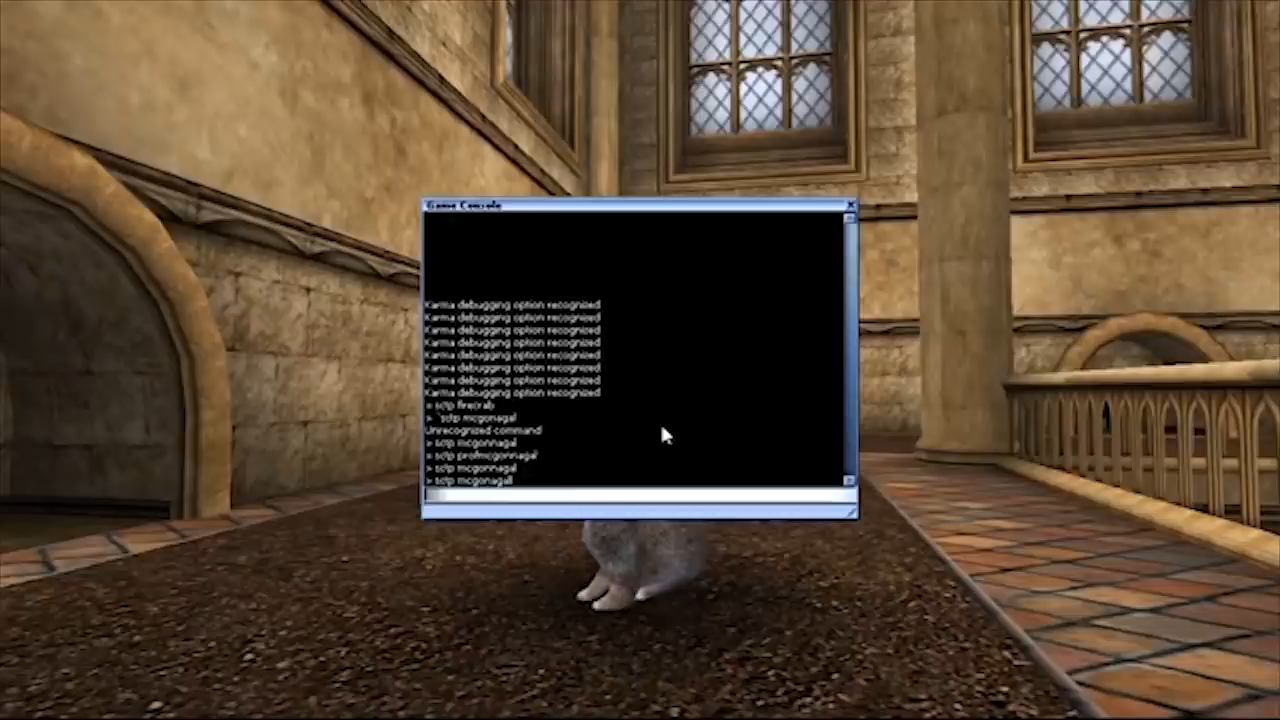 Game Console
Karma debugging option recognized
Karma debugging option recognized
Karma debugging option recognized
Karma debugging option recognized
Karma debugging option recognized
Karma debugging option recognized
Karma debugging option recognized
Karma debugging option recognized
> sctp firecrab
> `sctp mcgonagal
Unrecognized command
> sctp mcgonnagal
> sctp profmcgonnagal
> sctp mcgonnagal
> sctp mcgonagall